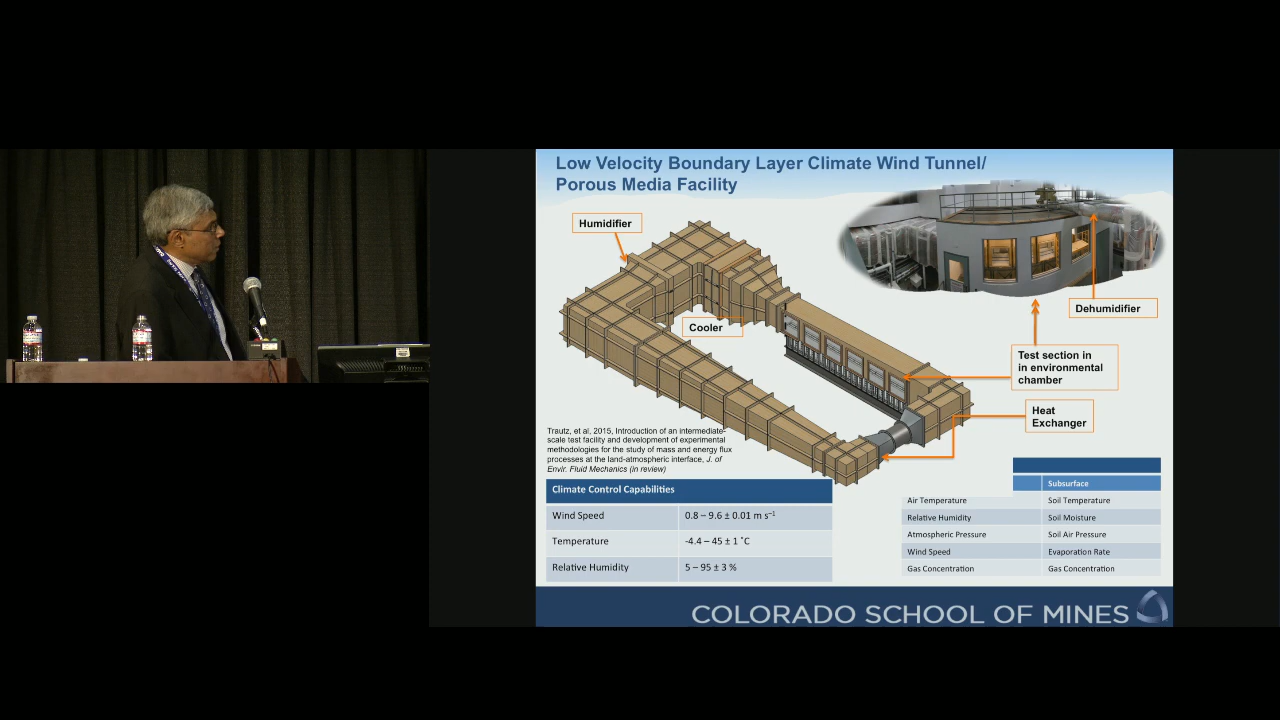 Low Velocity Boundary Layer Climate Wind Tunnel/
Porous Media Facility
Humidifier
Cooler
Dehumidifier
Test section in
in environmental
chamber
Heat
Exchanger
Trautz, et al, 2015, Introduction of an intermediate-
scale test facility and development of experimental
methodologies for the study of mass and energy flux
processes at the land-atmospheric interface, J. of
Envir. Fluid Mechanics (in review)
Climate Control Capabilities
Wind Speed 0.8 – 9.6 ± 0.01 m s⁻¹
Temperature -4.4 – 45 ± 1 ˚C
Relative Humidity 5 – 95 ± 3 %
Subsurface
Air Temperature Soil Temperature
Relative Humidity Soil Moisture
Atmospheric Pressure Soil Air Pressure
Wind Speed Evaporation Rate
Gas Concentration Gas Concentration
COLORADO SCHOOL OF MINES